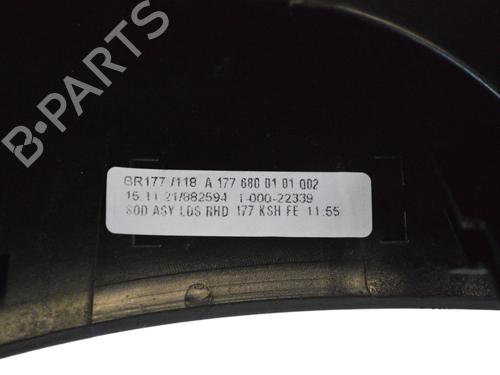 B-PARTS
BR177 /118 A 177 680 01 01 Q02
15.11.21/882594 1-000-22339
SOD ASY LDS RHD 177 KSH FE 11:55